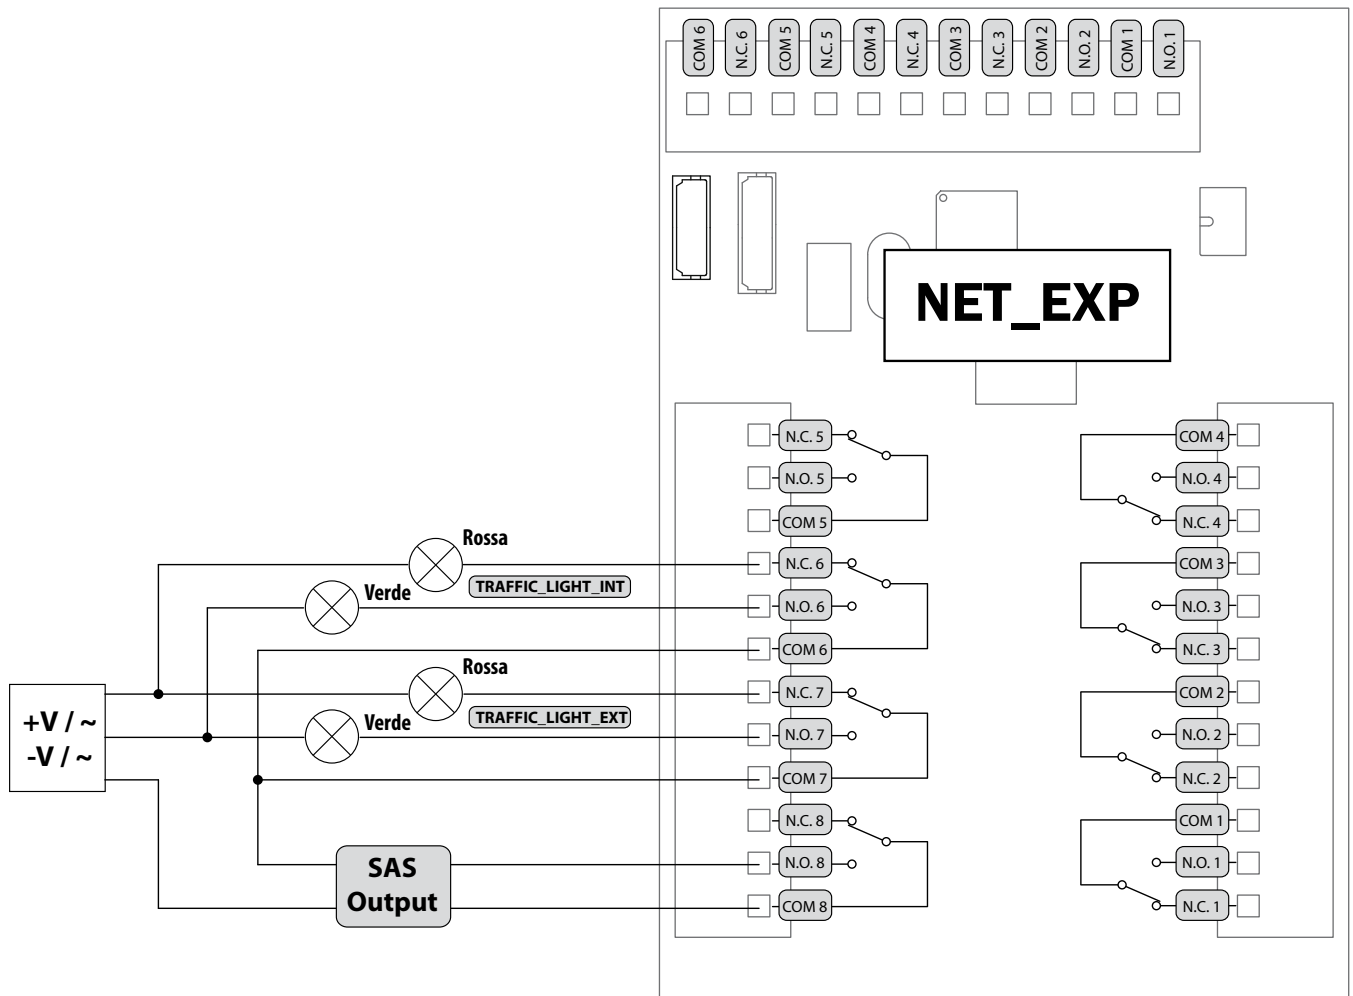 COM 6
N.C. 6
COM 5
N.C. 5
COM 4
N.C. 4
COM 3
N.C. 3
COM 2
N.O. 2
COM 1
N.O. 1
NET_EXP
N.C. 5
N.O. 5
COM 5
N.C. 6
N.O. 6
COM 6
N.C. 7
N.O. 7
COM 7
N.C. 8
N.O. 8
COM 8
COM 4
N.O. 4
N.C. 4
COM 3
N.O. 3
N.C. 3
COM 2
N.O. 2
N.C. 2
COM 1
N.O. 1
N.C. 1
Rossa
TRAFFIC_LIGHT_INT
Verde
Rossa
TRAFFIC_LIGHT_EXT
Verde
+V / ~
-V / ~
SAS
Output